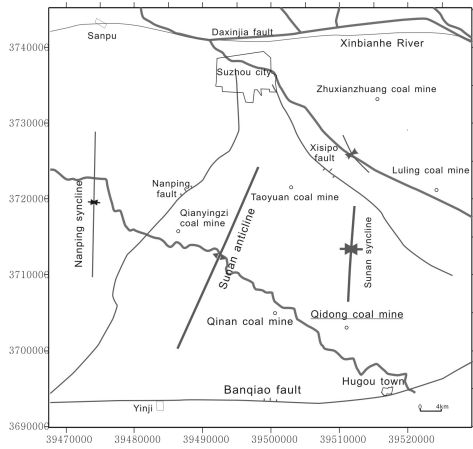 Sanpu
Daxinjia fault
3740000
Xinbianhe River
Suzhou city
Zhuxianzhuang coal mine
3730000
Xisipo
fault
Luling coal mine
Nanping
fault
Taoyuan coal mine
3720000
Qianyingzi
coal mine
Nanping syncline
Sunan anticline
Sunan syncline
3710000
Qinan coal mine
Qidong coal mine
3700000
Hugou town
Banqiao fault
Yinji
0 4km
3690000
39470000 39480000 39490000 39500000 39510000 39520000